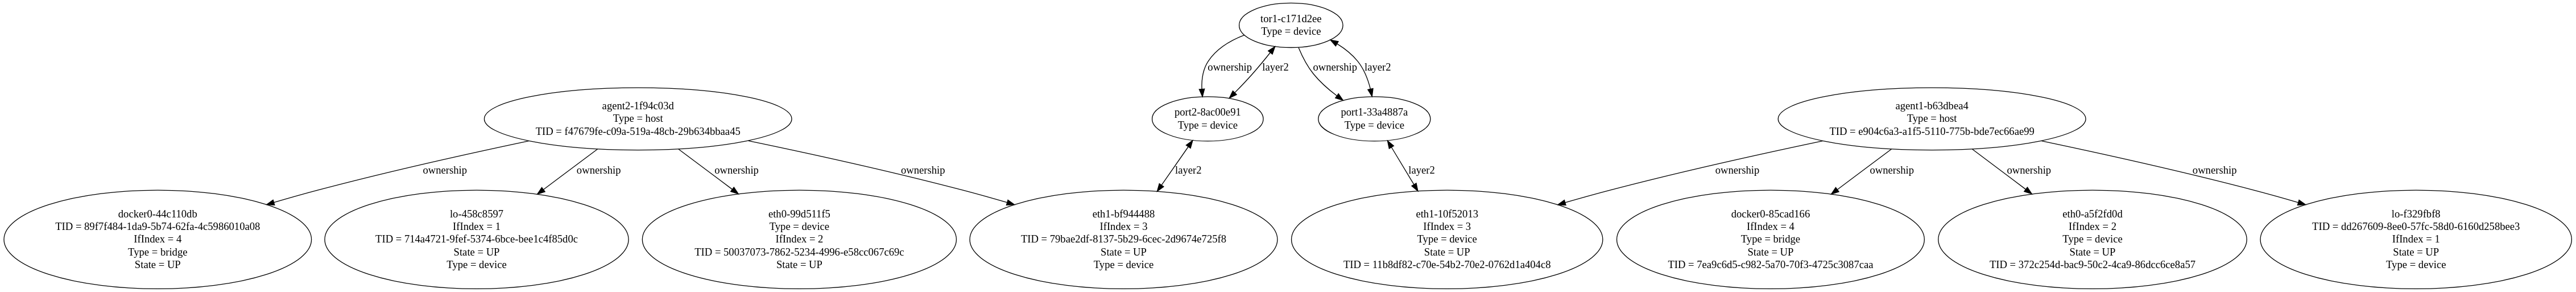 tor1-c171d2ee
Type = device
ownership
layer2
ownership
layer2
agent2-1f94c03d
Type = host
TID = f47679fe-c09a-519a-48cb-29b634bbaa45
port2-8ac00e91
Type = device
port1-33a4887a
Type = device
agent1-b63dbea4
Type = host
TID = e904c6a3-a1f5-5110-775b-bde7ec66ae99
ownership
ownership
ownership
ownership
layer2
layer2
ownership
ownership
ownership
ownership
docker0-44c110db
TID = 89f7f484-1da9-5b74-62fa-4c5986010a08
IfIndex = 4
Type = bridge
State = UP
lo-458c8597
IfIndex = 1
TID = 714a4721-9fef-5374-6bce-bee1c4f85d0c
State = UP
Type = device
eth0-99d511f5
Type = device
IfIndex = 2
TID = 50037073-7862-5234-4996-e58cc067c69c
State = UP
eth1-bf944488
IfIndex = 3
TID = 79bae2df-8137-5b29-6cec-2d9674e725f8
State = UP
Type = device
eth1-10f52013
IfIndex = 3
Type = device
State = UP
TID = 11b8df82-c70e-54b2-70e2-0762d1a404c8
docker0-85cad166
IfIndex = 4
Type = bridge
State = UP
TID = 7ea9c6d5-c982-5a70-70f3-4725c3087caa
eth0-a5f2fd0d
IfIndex = 2
Type = device
State = UP
TID = 372c254d-bac9-50c2-4ca9-86dcc6ce8a57
lo-f329fbf8
TID = dd267609-8ee0-57fc-58d0-6160d258bee3
IfIndex = 1
State = UP
Type = device